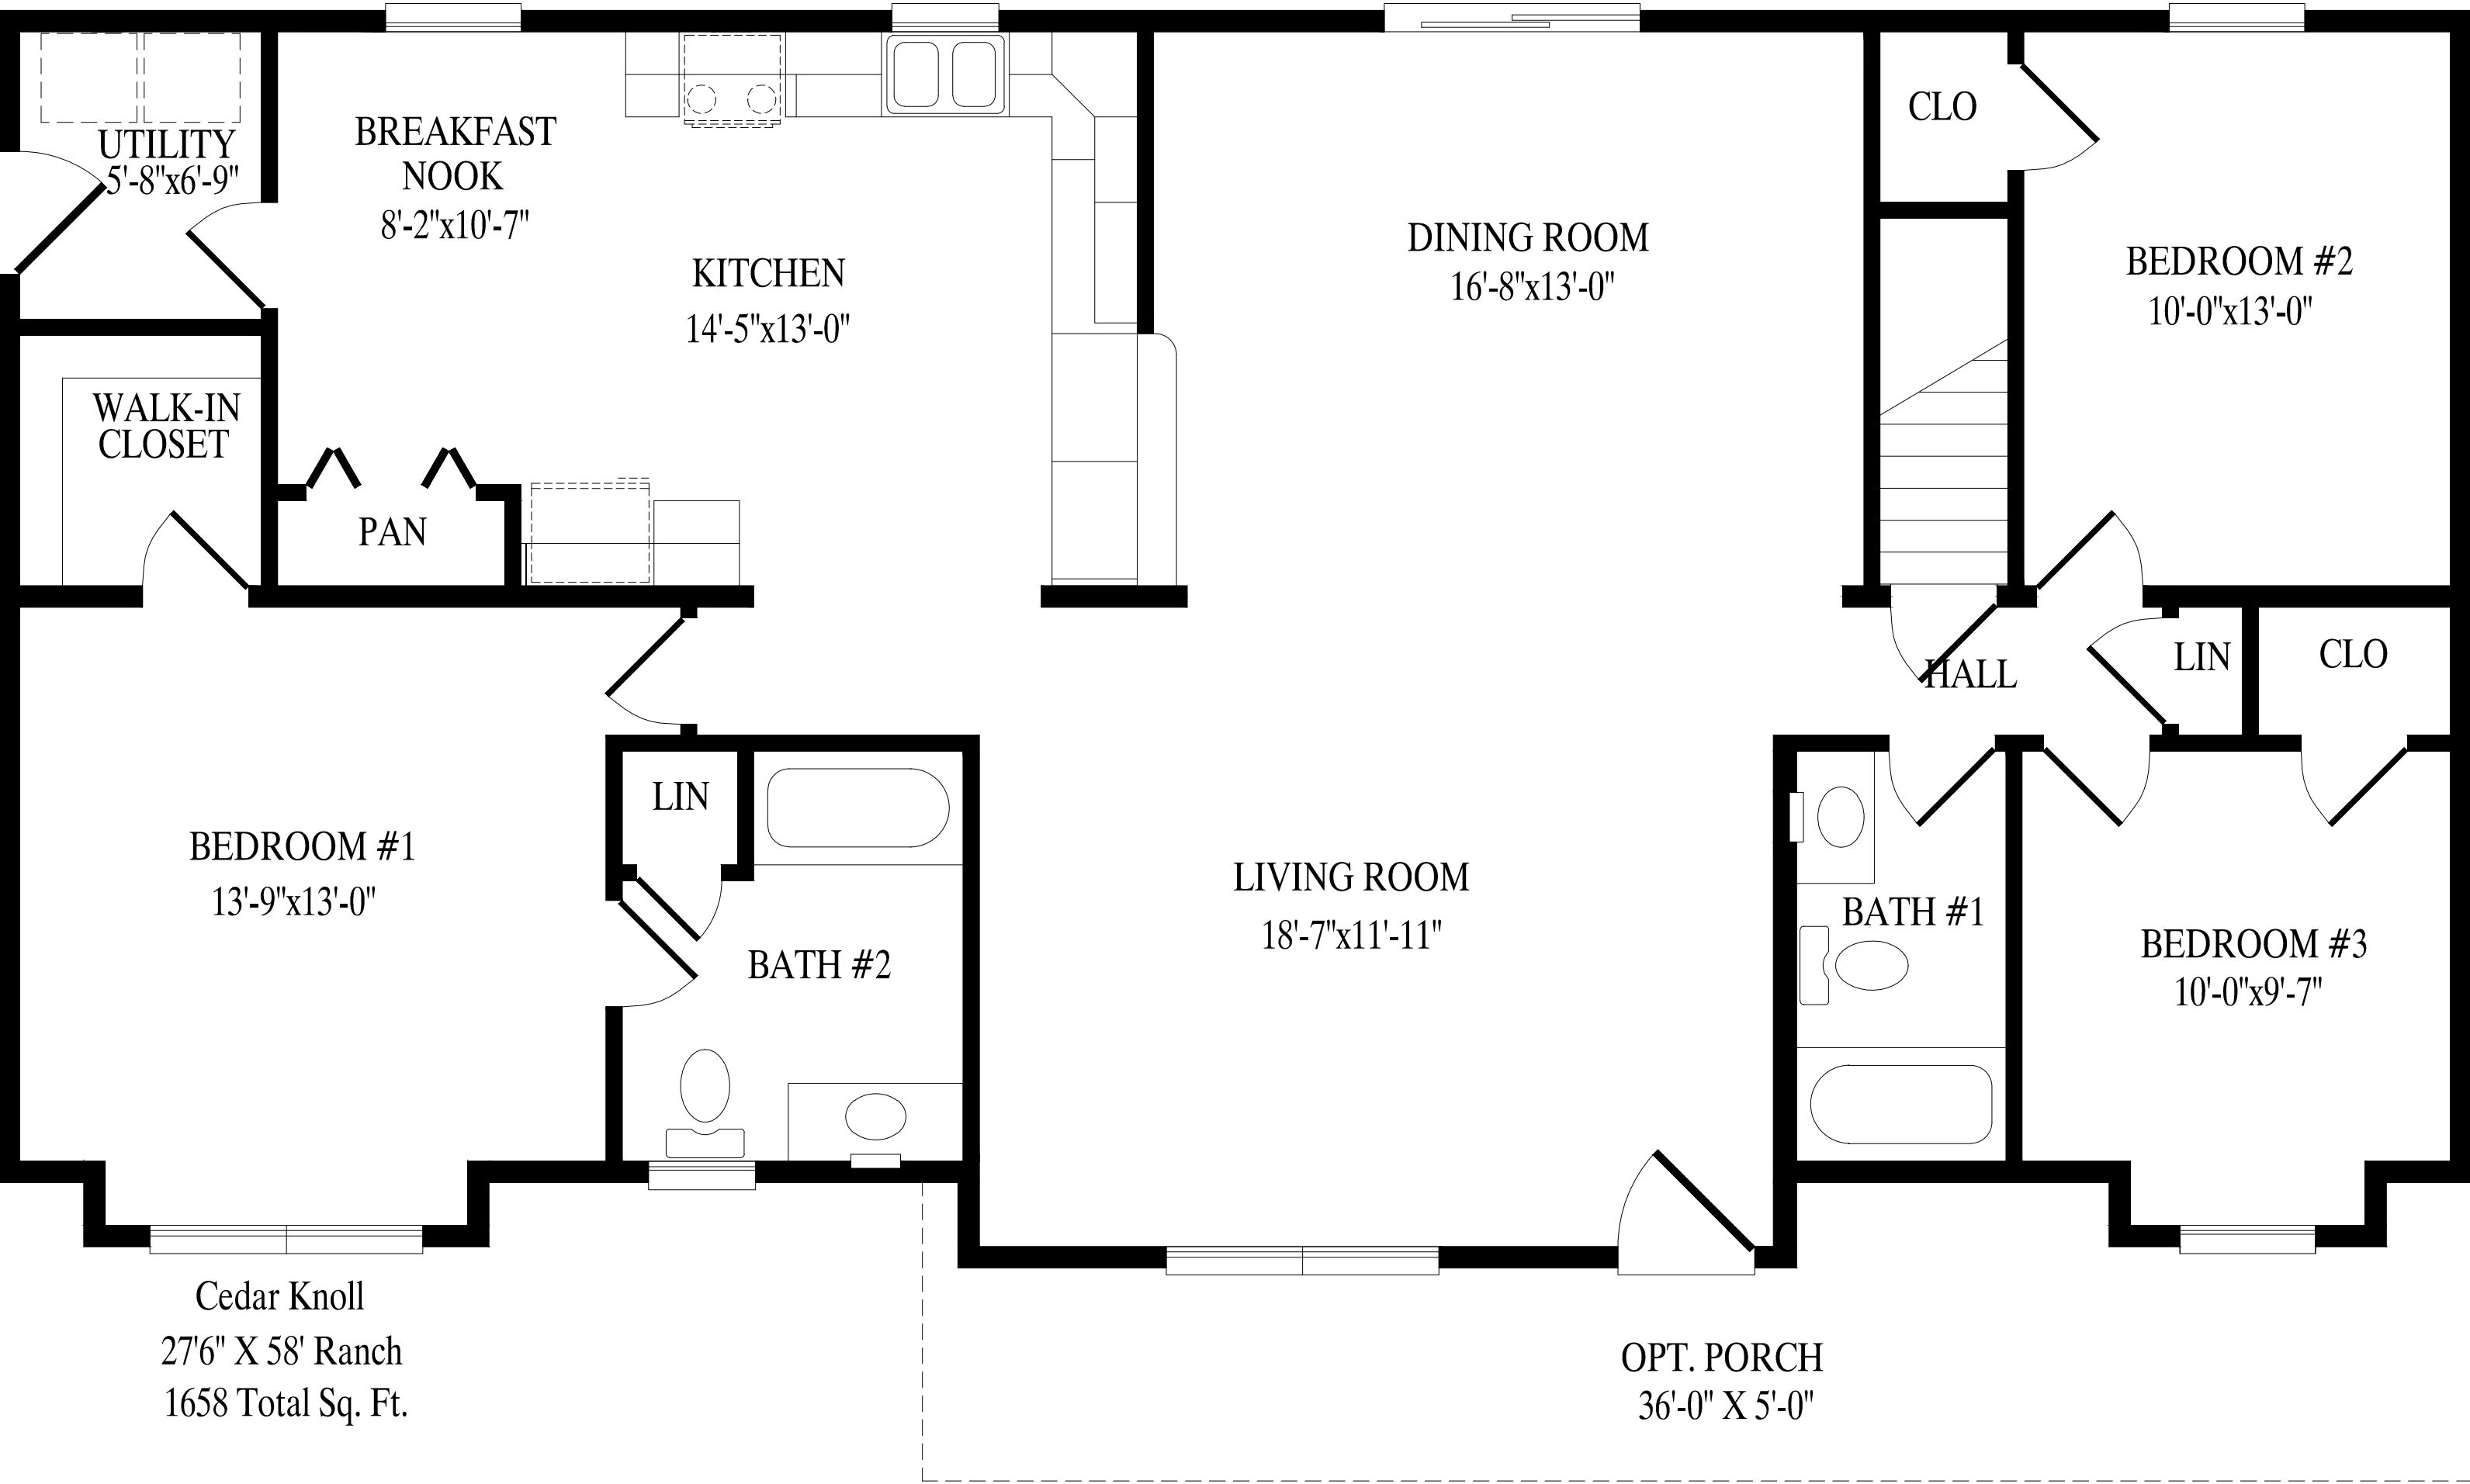 UTILITY
5'-8"x6'-9"
BREAKFAST
NOOK
8'-2"x10'-7"
KITCHEN
14'-5"x13'-0"
DINING ROOM
16'-8"x13'-0"
CLO
BEDROOM #2
10'-0"x13'-0"
WALK-IN
CLOSET
PAN
HALL
LIN
CLO
BEDROOM #1
13'-9"x13'-0"
LIN
BATH #2
LIVING ROOM
18'-7"x11'-11"
BATH #1
BEDROOM #3
10'-0"x9'-7"
Cedar Knoll
27'6" X 58' Ranch
1658 Total Sq. Ft.
OPT. PORCH
36'-0" X 5'-0"